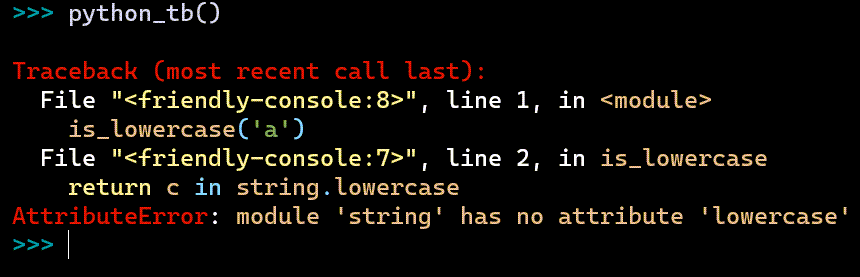 >>> python_tb()
Traceback (most recent call last):
  File "<friendly-console:8>", line 1, in <module>
    is_lowercase('a')
  File "<friendly-console:7>", line 2, in is_lowercase
    return c in string.lowercase
AttributeError: module 'string' has no attribute 'lowercase'
>>>